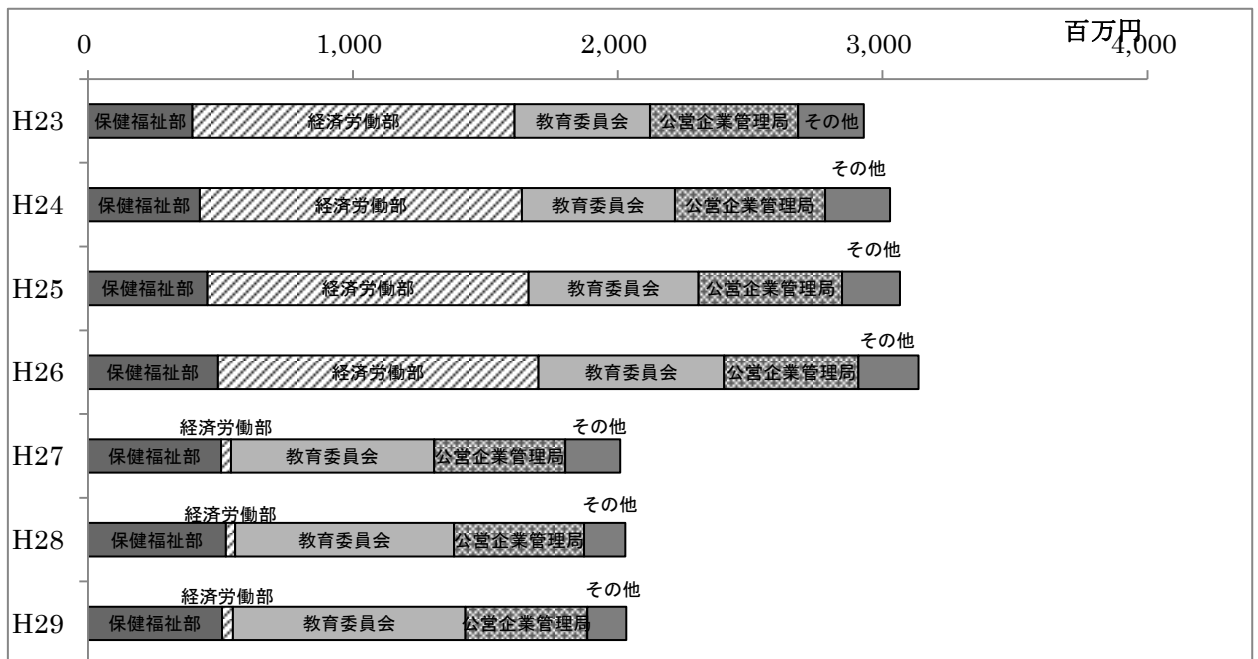 百万円
0 1,000 2,000 3,000 4,000
H23 保健福祉部 経済労働部 教育委員会 公営企業管理局 その他
その他
H24 保健福祉部 経済労働部 教育委員会 公営企業管理局
その他
H25 保健福祉部 経済労働部 教育委員会 公営企業管理局
その他
H26 保健福祉部 経済労働部 教育委員会 公営企業管理局
経済労働部 その他
H27 保健福祉部 教育委員会 公営企業管理局
経済労働部 その他
H28 保健福祉部 教育委員会 公営企業管理局
経済労働部 その他
H29 保健福祉部 教育委員会 公営企業管理局